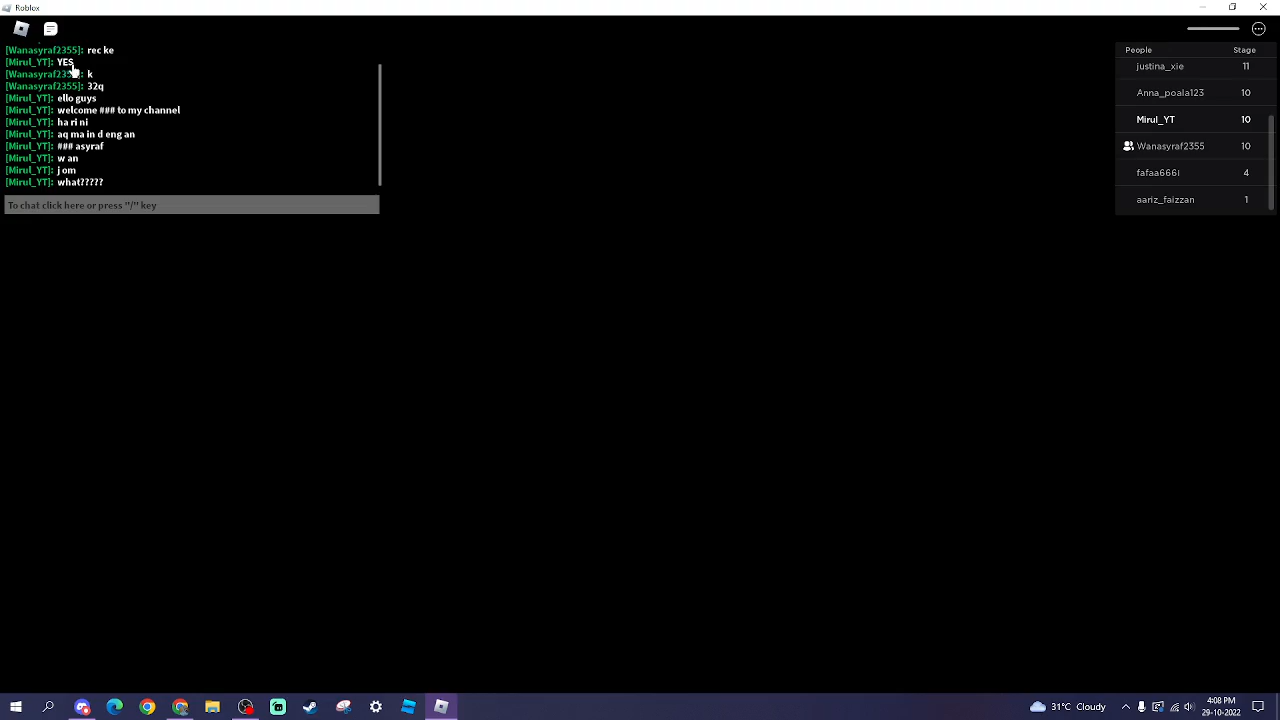 Roblox
[Wanasyraf2355]: rec ke
[Mirul_YT]: YES
[Wanasyraf2355]: k
[Wanasyraf2355]: 32q
[Mirul_YT]: ello guys
[Mirul_YT]: welcome ### to my channel
[Mirul_YT]: ha ri ni
[Mirul_YT]: aq ma in d eng an
[Mirul_YT]: ### asyraf
[Mirul_YT]: w an
[Mirul_YT]: j om
[Mirul_YT]: what?????
To chat click here or press "/" key
People Stage
justina_xie 11
Anna_poala123 10
Mirul_YT 10
Wanasyraf2355 10
fafaa666l 4
aariz_faizzan 1
31°C Cloudy
4:08 PM
29-10-2022